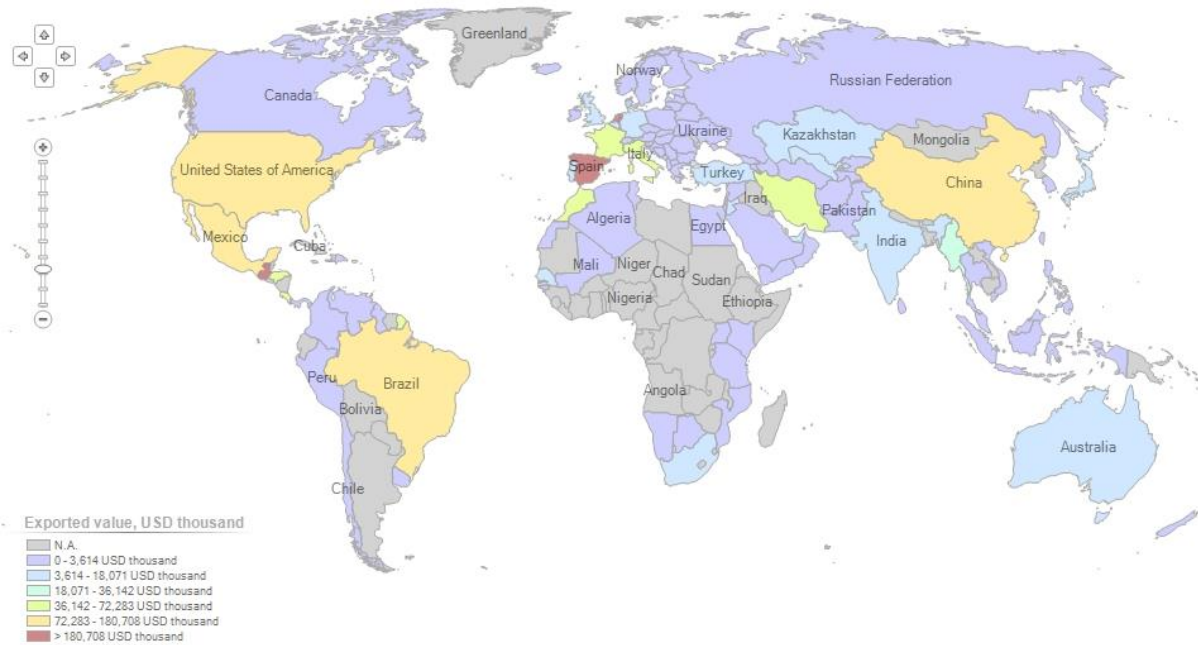 Greenland
Norway
Russian Federation
Canada
Ukraine
Kazakhstan
Mongolia
Italy
Spain
United States of America
Turkey
China
Iraq
Pakistan
Algeria
Egypt
Mexico
Cuba
India
Mali
Niger
Chad
Sudan
Nigeria
Ethiopra
Peru
Brazil
Angola
Bolivia
Australia
Chile
Exported value, USD thousand
N.A.
0 - 3,614 USD thousand
3,614 - 18,071 USD thousand
18,071 - 36,142 USD thousand
36,142 - 72,283 USD thousand
72,283 - 180,708 USD thousand
> 180,708 USD thousand